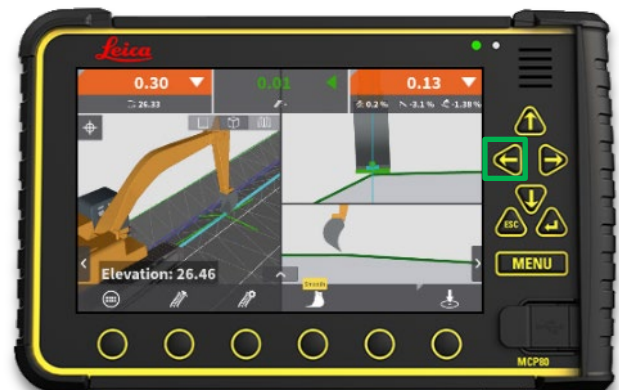 Leica
0.30
0.01
0.13
26.33
0.2 %
-3.1 %
-1.38 %
Elevation: 26.46
ESC
MENU
MCP80